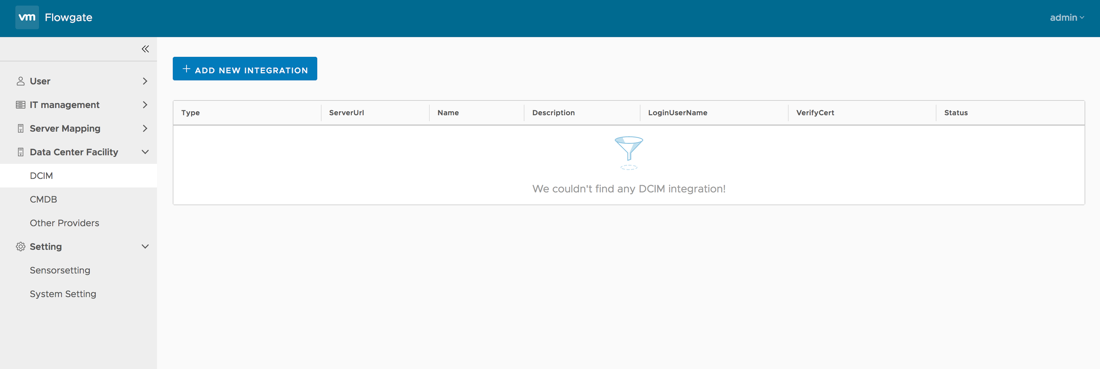 vm Flowgate
admin
User
IT management
Server Mapping
Data Center Facility
DCIM
CMDB
Other Providers
Setting
Sensorsetting
System Setting
+ ADD NEW INTEGRATION
Type ServerUrl Name Description LoginUserName VerifyCert Status
We couldn't find any DCIM integration!